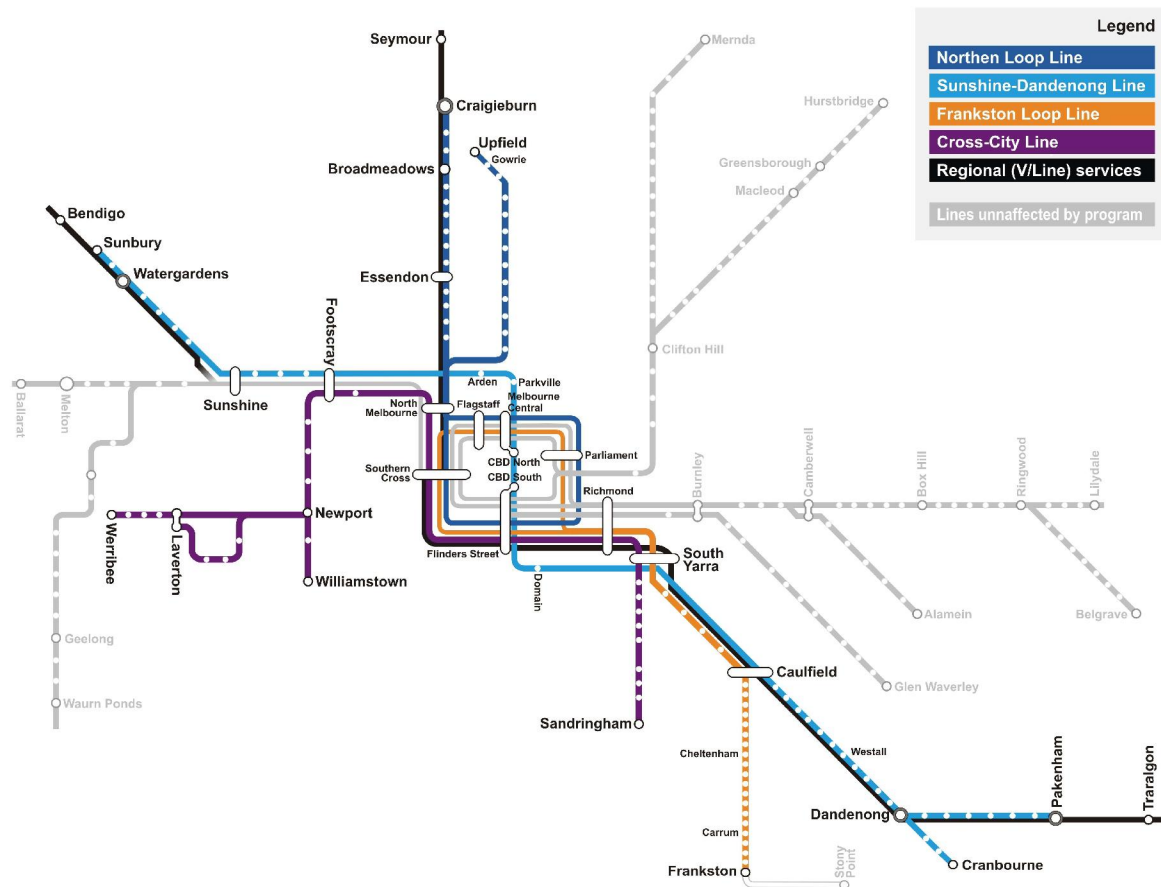 Legend
Northen Loop Line
Sunshine-Dandenong Line
Frankston Loop Line
Cross-City Line
Regional (V/Line) services
Lines unnaffected by program
Seymour
Mernda
Craigieburn
Hurstbridge
Upfield
Gowrie
Broadmeadows
Greensborough
Macleod
Bendigo
Sunbury
Watergardens
Essendon
Footscray
Clifton Hill
Arden
Parkville
Melbourne
Central
Sunshine
Ballarat
Melton
North
Melbourne
Flagstaff
Southern
Cross
CBD North
CBD South
Parliament
Richmond
Burnley
Camberwell
Box Hill
Ringwood
Lilydale
Werribee
Laverton
Newport
Flinders Street
South
Yarra
Williamstown
Domain
Alamein
Belgrave
Geelong
Waurn Ponds
Caulfield
Glen Waverley
Sandringham
Cheltenham
Westall
Pakenham
Traralgon
Dandenong
Carrum
Frankston
Stony
Point
Cranbourne